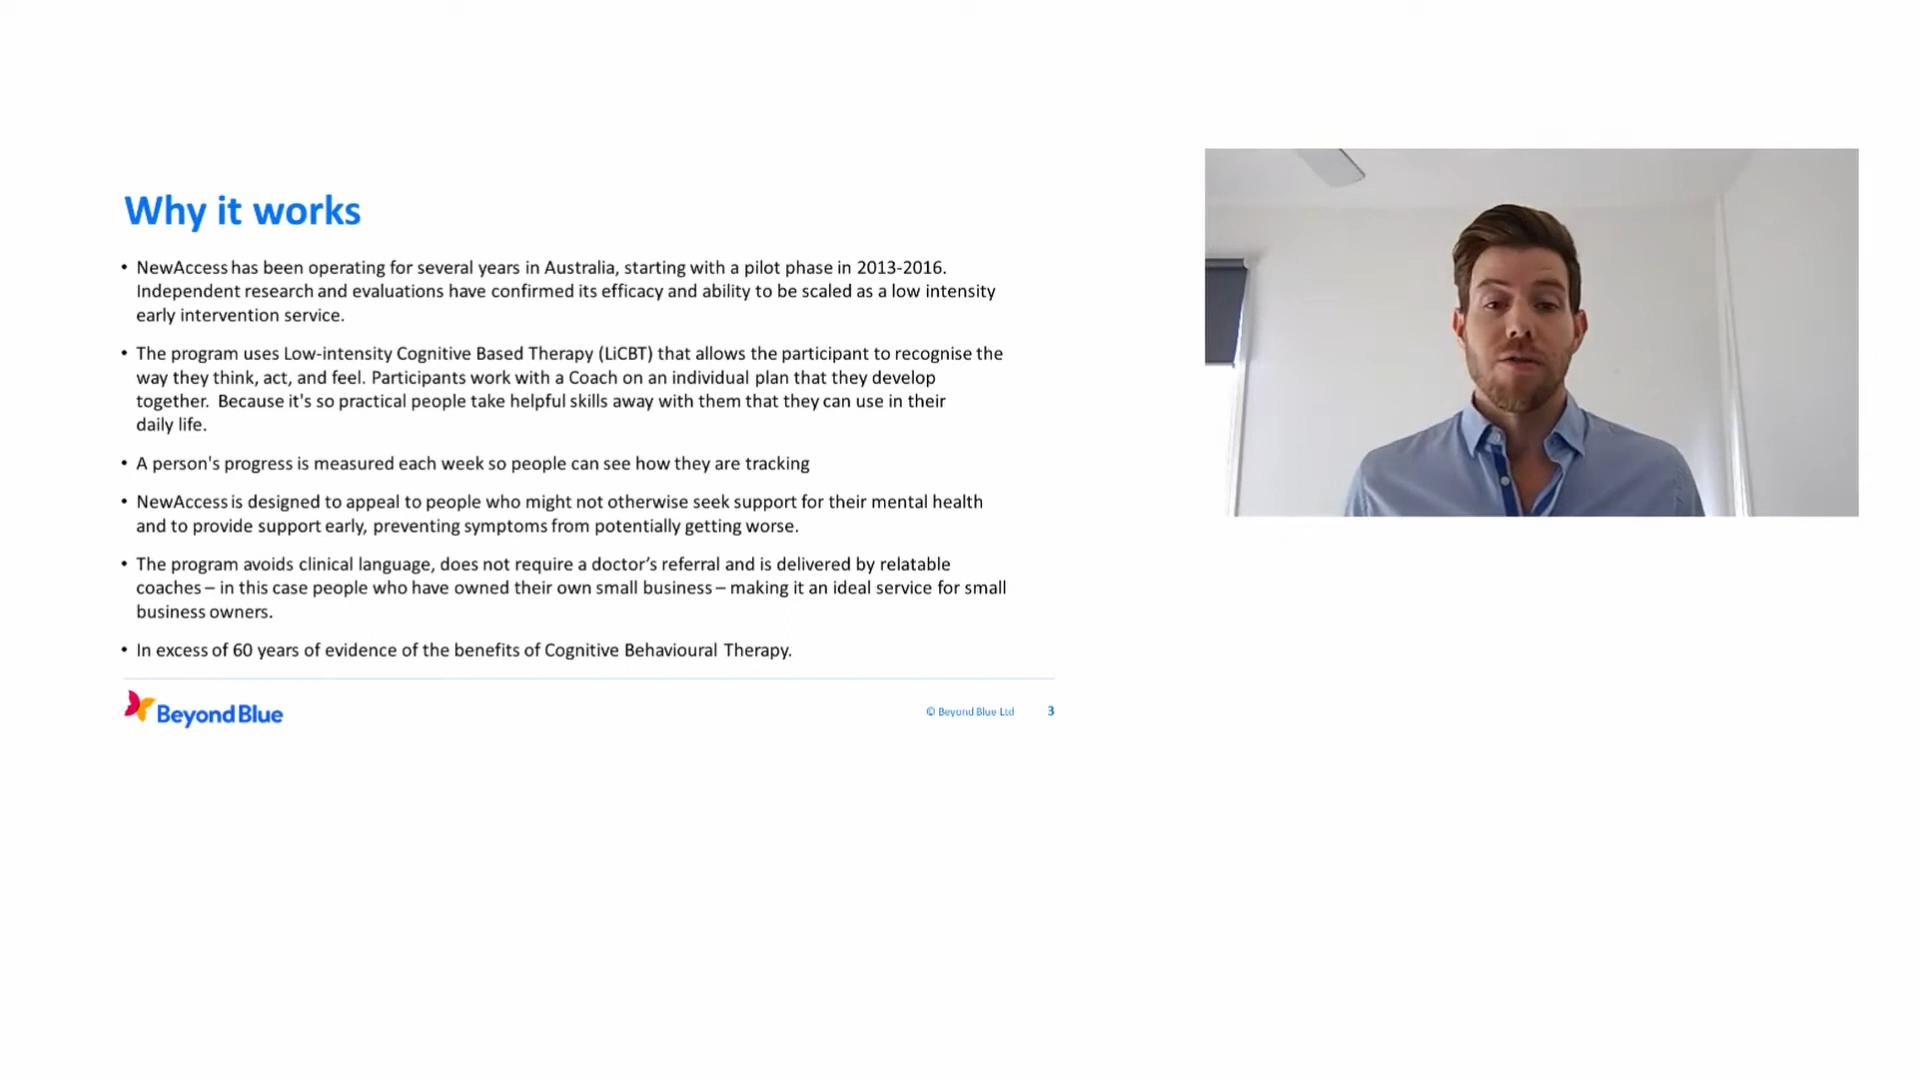 Why it works
• NewAccess has been operating for several years in Australia, starting with a pilot phase in 2013-2016.
Independent research and evaluations have confirmed its efficacy and ability to be scaled as a low intensity
early intervention service.
• The program uses Low-intensity Cognitive Based Therapy (LiCBT) that allows the participant to recognise the
way they think, act, and feel. Participants work with a Coach on an individual plan that they develop
together.  Because it's so practical people take helpful skills away with them that they can use in their
daily life.
• A person's progress is measured each week so people can see how they are tracking
• NewAccess is designed to appeal to people who might not otherwise seek support for their mental health
and to provide support early, preventing symptoms from potentially getting worse.
• The program avoids clinical language, does not require a doctor’s referral and is delivered by relatable
coaches – in this case people who have owned their own small business – making it an ideal service for small
business owners.
• In excess of 60 years of evidence of the benefits of Cognitive Behavioural Therapy.
Beyond Blue
© Beyond Blue Ltd 3